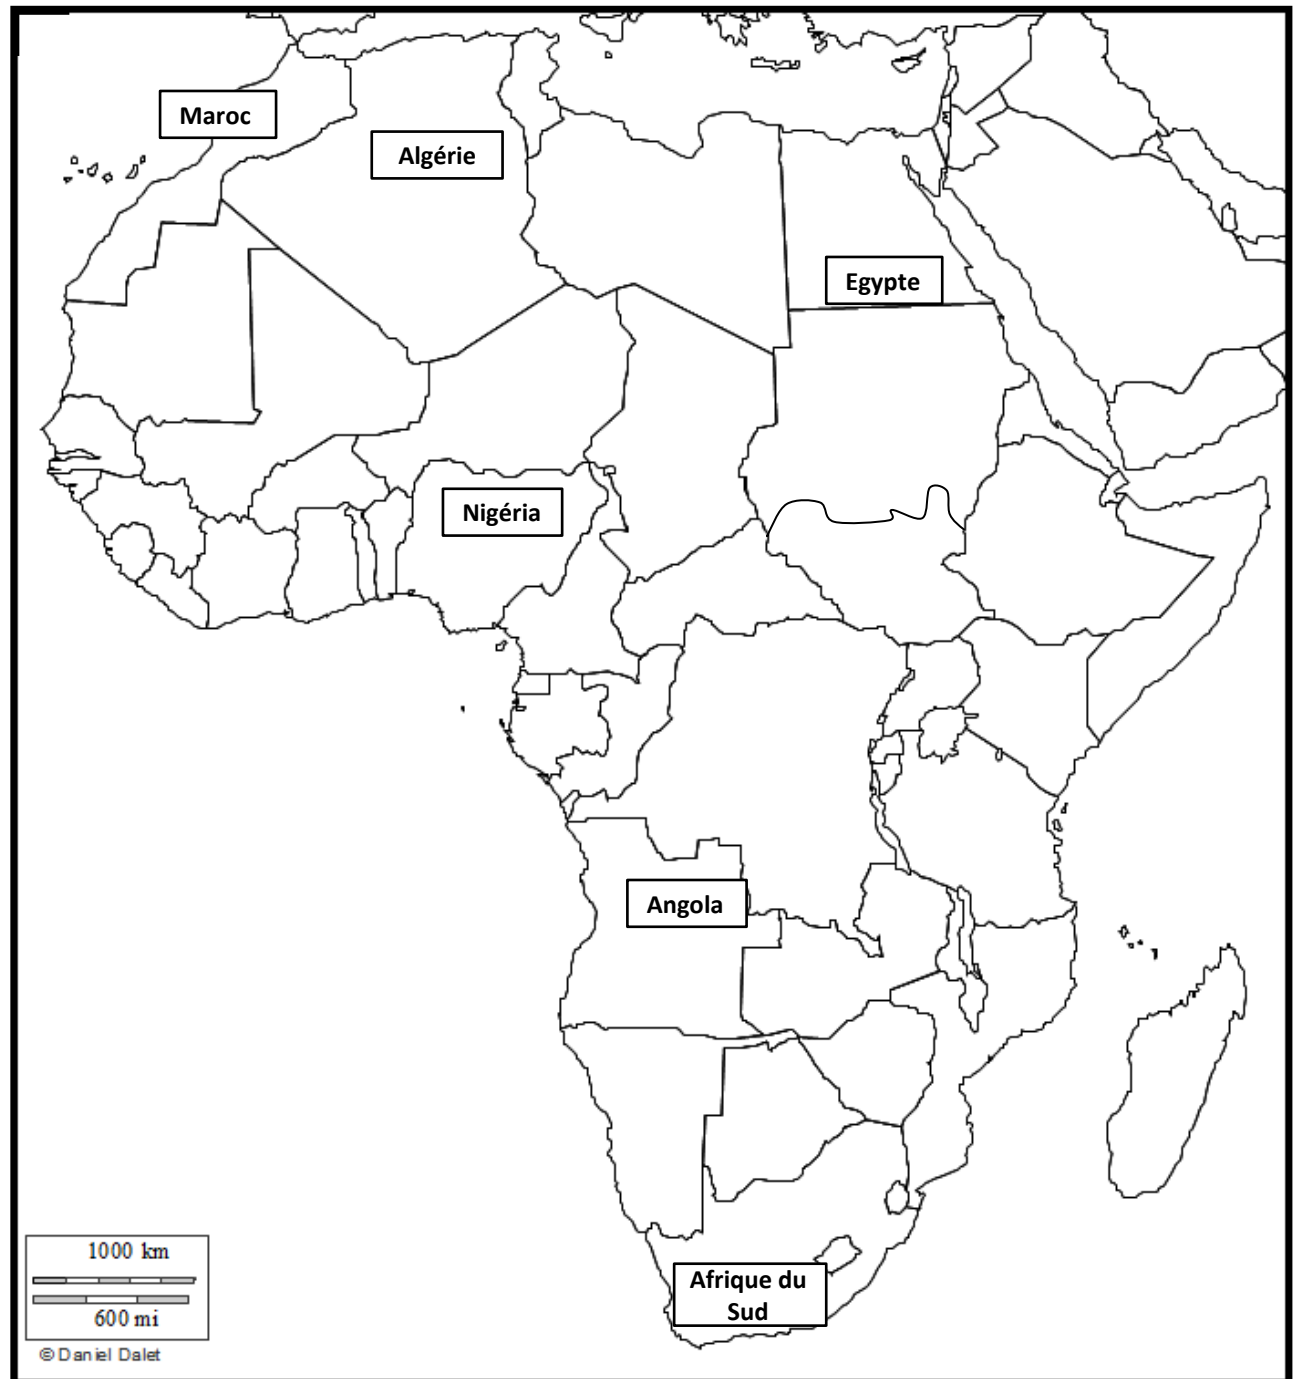 Maroc
Algérie
Egypte
Nigéria
Angola
Afrique du
Sud
1000 km
600 mi
© Daniel Dalet